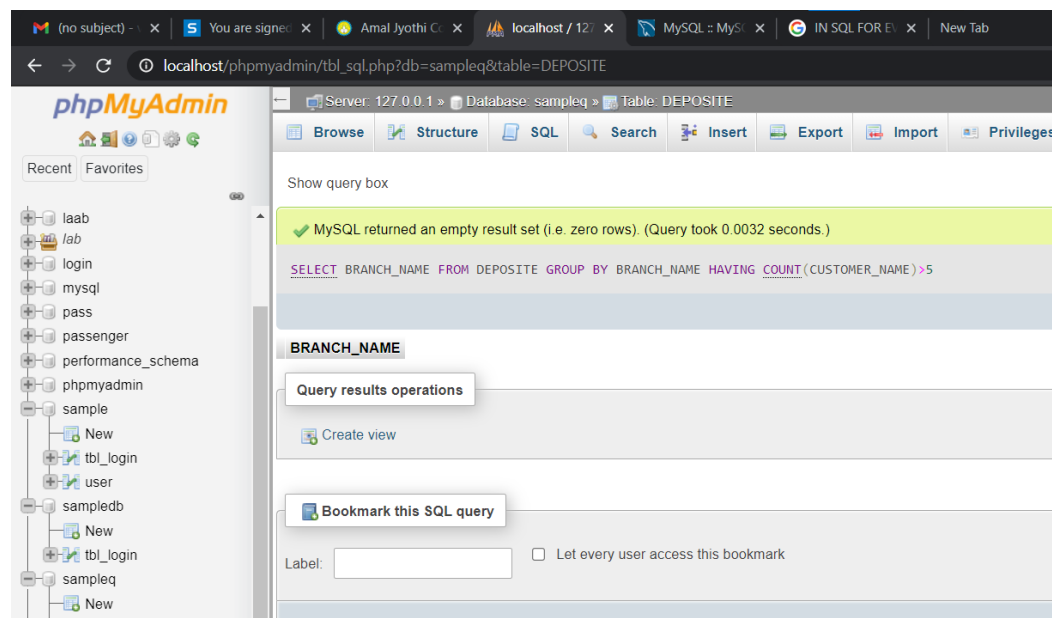 (no subject) -
You are signed
Amal Jyothi Co
localhost / 127
MySQL :: MySQ
IN SQL FOR EV
New Tab
localhost/phpmyadmin/tbl_sql.php?db=sampleq&table=DEPOSITE
phpMyAdmin
Recent Favorites
laab
lab
login
mysql
pass
passenger
performance_schema
phpmyadmin
sample
New
tbl_login
user
sampledb
New
tbl_login
sampleq
New
Server: 127.0.0.1 » Database: sampleq » Table: DEPOSITE
Browse Structure SQL Search Insert Export Import Privileges
Show query box
MySQL returned an empty result set (i.e. zero rows). (Query took 0.0032 seconds.)
SELECT BRANCH_NAME FROM DEPOSITE GROUP BY BRANCH_NAME HAVING COUNT(CUSTOMER_NAME)>5
BRANCH_NAME
Query results operations
Create view
Bookmark this SQL query
Label:
Let every user access this bookmark